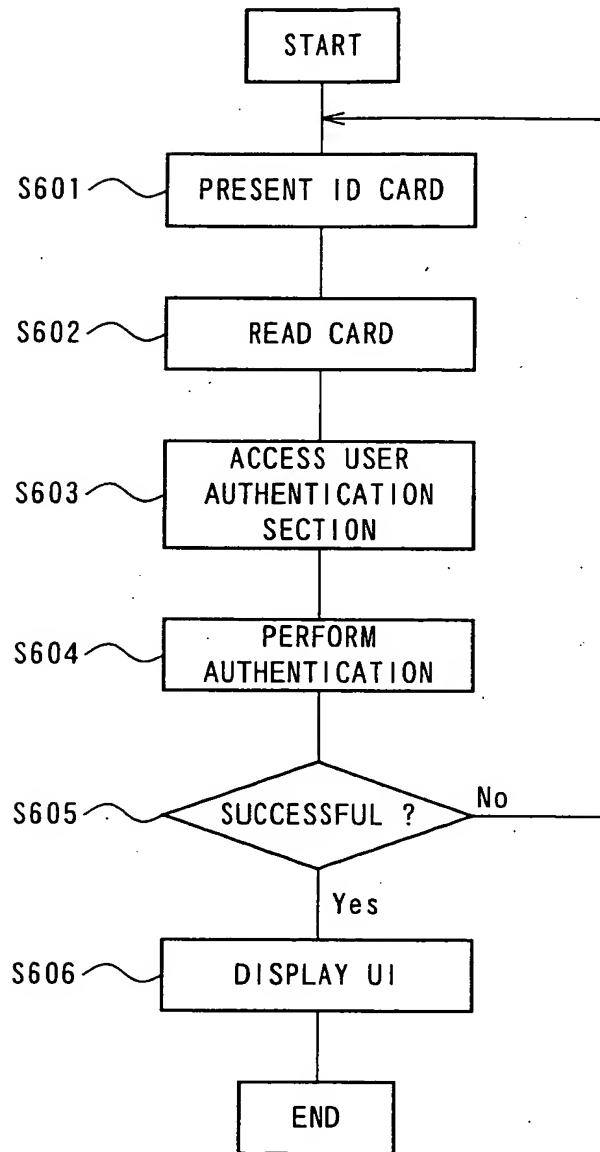 START
S601
PRESENT ID CARD
S602
READ CARD
S603
ACCESS USER
AUTHENTICATION
SECTION
S604
PERFORM
AUTHENTICATION
S605
SUCCESSFUL ?
No
Yes
S606
DISPLAY UI
END